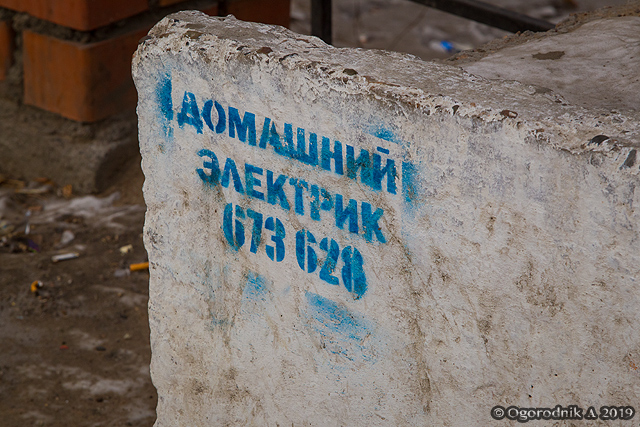 ДОМАШНИЙ
ЭЛЕКТРИК
673 628
© Ogorodnik A 2019